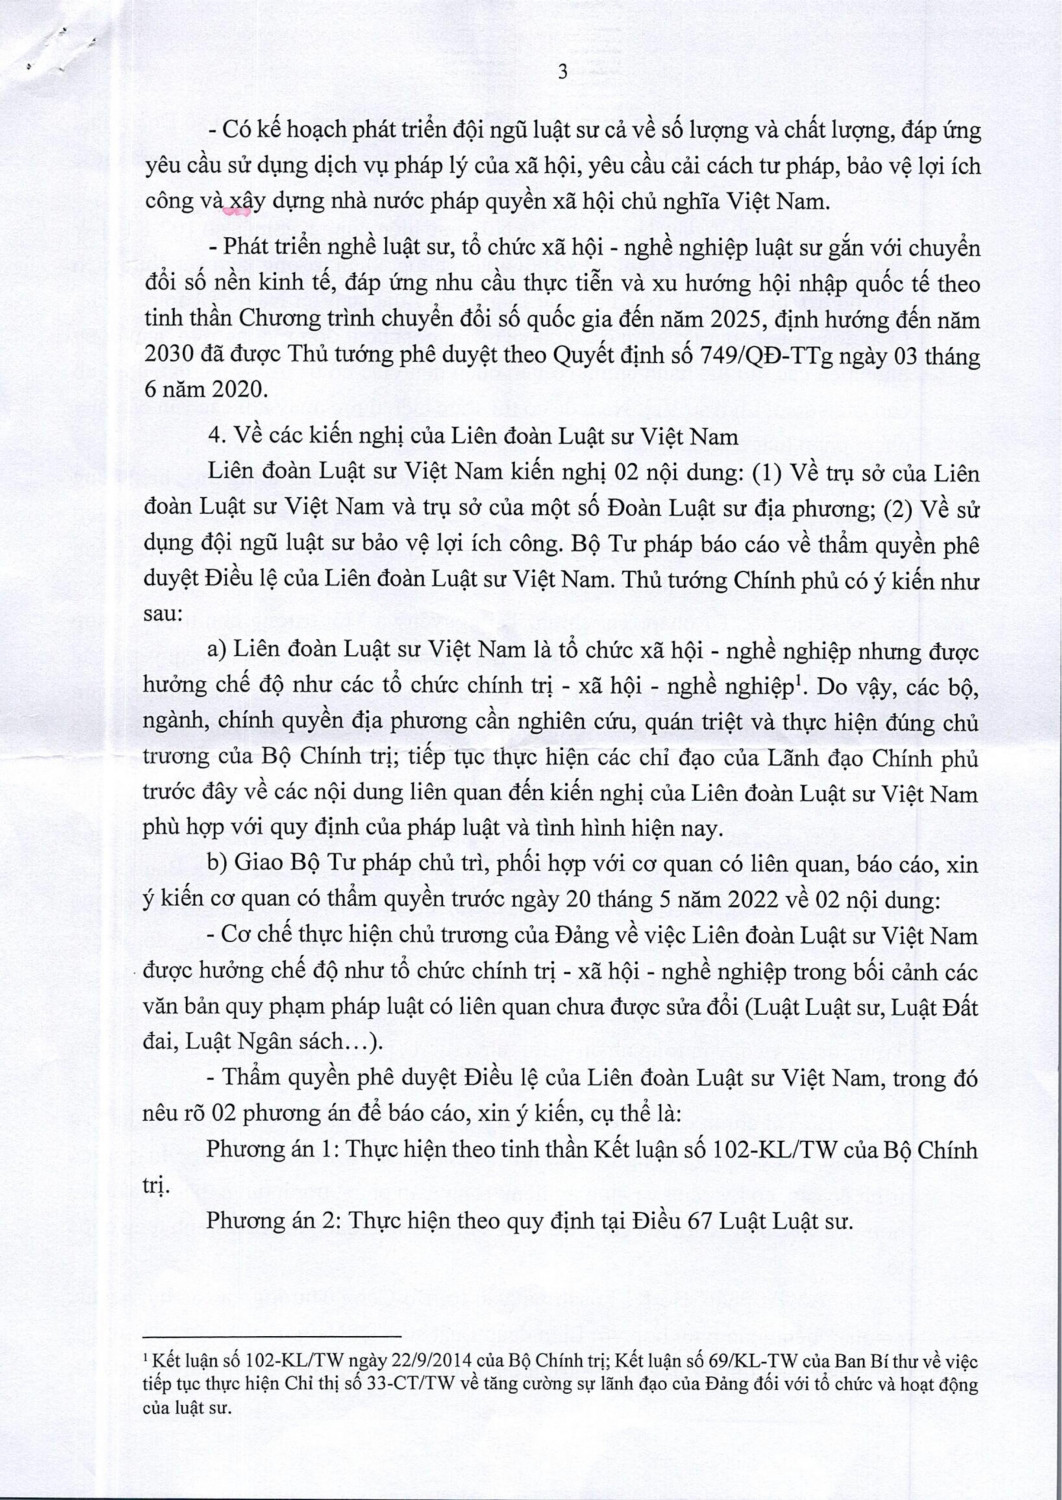 3
- Có kế hoạch phát triển đội ngũ luật sư cả về số lượng và chất lượng, đáp ứng
yêu cầu sử dụng dịch vụ pháp lý của xã hội, yêu cầu cải cách tư pháp, bảo vệ lợi ích
công và xây dựng nhà nước pháp quyền xã hội chủ nghĩa Việt Nam.
- Phát triển nghề luật sư, tổ chức xã hội - nghề nghiệp luật sư gắn với chuyển
đổi số nền kinh tế, đáp ứng nhu cầu thực tiễn và xu hướng hội nhập quốc tế theo
tinh thần Chương trình chuyển đổi số quốc gia đến năm 2025, định hướng đến năm
2030 đã được Thủ tướng phê duyệt theo Quyết định số 749/QĐ-TTg ngày 03 tháng
6 năm 2020.
4. Về các kiến nghị của Liên đoàn Luật sư Việt Nam
Liên đoàn Luật sư Việt Nam kiến nghị 02 nội dung: (1) Về trụ sở của Liên
đoàn Luật sư Việt Nam và trụ sở của một số Đoàn Luật sư địa phương; (2) Về sử
dụng đội ngũ luật sư bảo vệ lợi ích công. Bộ Tư pháp báo cáo về thẩm quyền phê
duyệt Điều lệ của Liên đoàn Luật sư Việt Nam. Thủ tướng Chính phủ có ý kiến như
sau:
a) Liên đoàn Luật sư Việt Nam là tổ chức xã hội - nghề nghiệp nhưng được
hưởng chế độ như các tổ chức chính trị - xã hội - nghề nghiệp¹. Do vậy, các bộ,
ngành, chính quyền địa phương cần nghiên cứu, quán triệt và thực hiện đúng chủ
trương của Bộ Chính trị; tiếp tục thực hiện các chỉ đạo của Lãnh đạo Chính phủ
trước đây về các nội dung liên quan đến kiến nghị của Liên đoàn Luật sư Việt Nam
phù hợp với quy định của pháp luật và tình hình hiện nay.
b) Giao Bộ Tư pháp chủ trì, phối hợp với cơ quan có liên quan, báo cáo, xin
ý kiến cơ quan có thẩm quyền trước ngày 20 tháng 5 năm 2022 về 02 nội dung:
- Cơ chế thực hiện chủ trương của Đảng về việc Liên đoàn Luật sư Việt Nam
được hưởng chế độ như tổ chức chính trị - xã hội - nghề nghiệp trong bối cảnh các
văn bản quy phạm pháp luật có liên quan chưa được sửa đổi (Luật Luật sư, Luật Đất
đai, Luật Ngân sách…).
- Thẩm quyền phê duyệt Điều lệ của Liên đoàn Luật sư Việt Nam, trong đó
nêu rõ 02 phương án để báo cáo, xin ý kiến, cụ thể là:
Phương án 1: Thực hiện theo tinh thần Kết luận số 102-KL/TW của Bộ Chính
trị.
Phương án 2: Thực hiện theo quy định tại Điều 67 Luật Luật sư.
¹ Kết luận số 102-KL/TW ngày 22/9/2014 của Bộ Chính trị; Kết luận số 69/KL-TW của Ban Bí thư về việc
tiếp tục thực hiện Chỉ thị số 33-CT/TW về tăng cường sự lãnh đạo của Đảng đối với tổ chức và hoạt động
của luật sư.